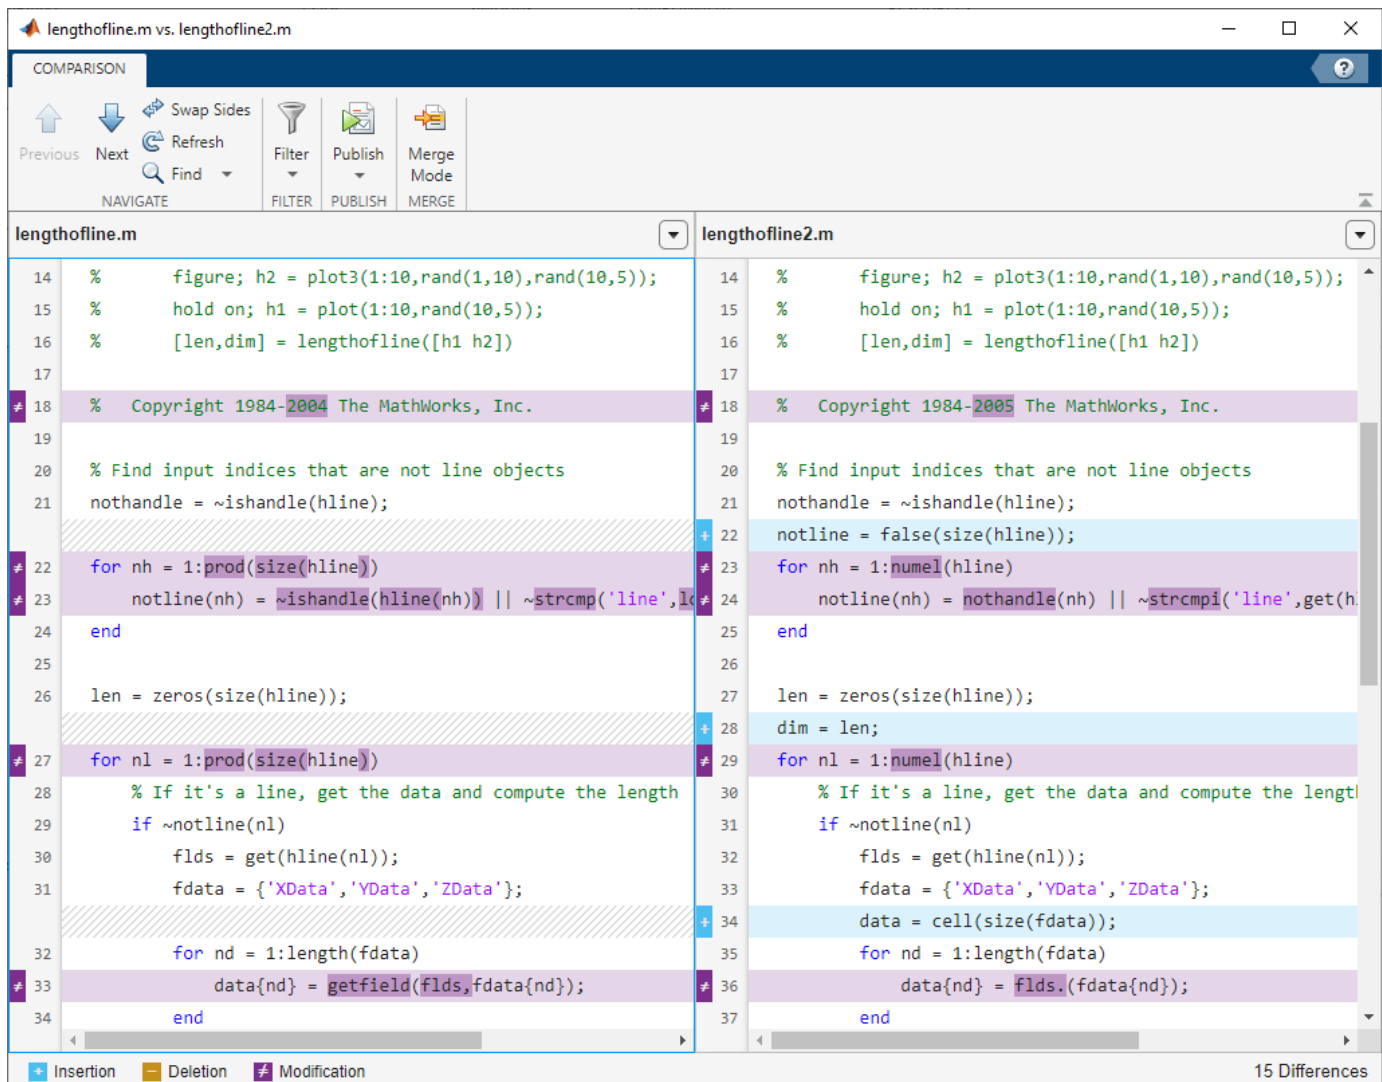 lengthofline.m vs. lengthofline2.m
COMPARISON
Previous
Next
Swap Sides
Refresh
Find
Filter
Publish
Merge
Mode
NAVIGATE
FILTER
PUBLISH
MERGE
lengthofline.m
14 % figure; h2 = plot3(1:10,rand(1,10),rand(10,5));
15 % hold on; h1 = plot(1:10,rand(10,5));
16 % [len,dim] = lengthofline([h1 h2])
17
≠ 18 % Copyright 1984-2004 The MathWorks, Inc.
19
20 % Find input indices that are not line objects
21 nothandle = ~ishandle(hline);
≠ 22 for nh = 1:prod(size(hline))
≠ 23 notline(nh) = ~ishandle(hline(nh)) || ~strcmp('line',lo
24 end
25
26 len = zeros(size(hline));
≠ 27 for nl = 1:prod(size(hline))
28 % If it's a line, get the data and compute the length
29 if ~notline(nl)
30 flds = get(hline(nl));
31 fdata = {'XData','YData','ZData'};
32 for nd = 1:length(fdata)
≠ 33 data{nd} = getfield(flds,fdata{nd});
34 end
lengthofline2.m
14 % figure; h2 = plot3(1:10,rand(1,10),rand(10,5));
15 % hold on; h1 = plot(1:10,rand(10,5));
16 % [len,dim] = lengthofline([h1 h2])
17
≠ 18 % Copyright 1984-2005 The MathWorks, Inc.
19
20 % Find input indices that are not line objects
21 nothandle = ~ishandle(hline);
+ 22 notline = false(size(hline));
≠ 23 for nh = 1:numel(hline)
≠ 24 notline(nh) = nothandle(nh) || ~strcmpi('line',get(h
25 end
26
27 len = zeros(size(hline));
+ 28 dim = len;
≠ 29 for nl = 1:numel(hline)
30 % If it's a line, get the data and compute the lengt
31 if ~notline(nl)
32 flds = get(hline(nl));
33 fdata = {'XData','YData','ZData'};
+ 34 data = cell(size(fdata));
35 for nd = 1:length(fdata)
≠ 36 data{nd} = flds.(fdata{nd});
37 end
+ Insertion − Deletion ≠ Modification 15 Differences